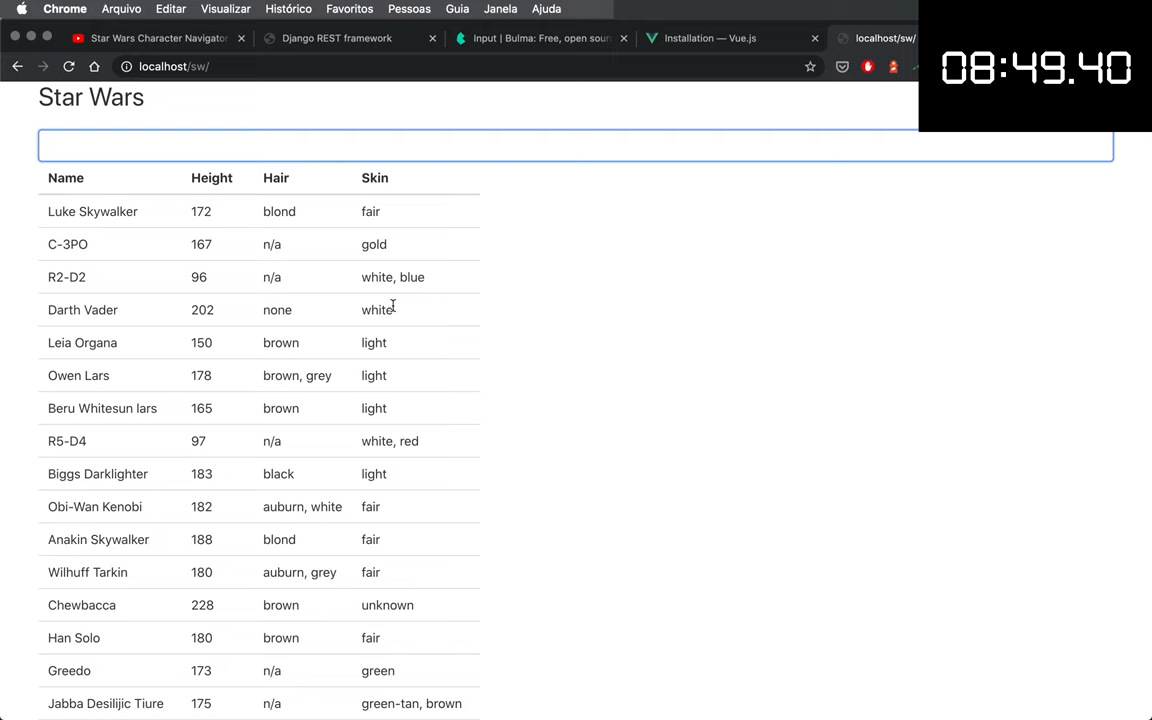 Chrome Arquivo Editar Visualizar Histórico Favoritos Pessoas Guia Janela Ajuda
Star Wars Character Navigator Django REST framework Input | Bulma: Free, open sour Installation — Vue.js localhost/sw/
localhost/sw/
08:49.40
Star Wars
Name Height Hair Skin
Luke Skywalker 172 blond fair
C-3PO 167 n/a gold
R2-D2 96 n/a white, blue
Darth Vader 202 none white
Leia Organa 150 brown light
Owen Lars 178 brown, grey light
Beru Whitesun lars 165 brown light
R5-D4 97 n/a white, red
Biggs Darklighter 183 black light
Obi-Wan Kenobi 182 auburn, white fair
Anakin Skywalker 188 blond fair
Wilhuff Tarkin 180 auburn, grey fair
Chewbacca 228 brown unknown
Han Solo 180 brown fair
Greedo 173 n/a green
Jabba Desilijic Tiure 175 n/a green-tan, brown